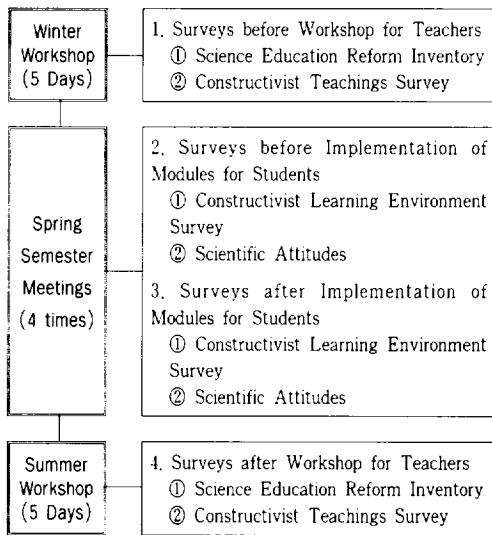 Winter
Workshop
(5 Days)
1. Surveys before Workshop for Teachers
① Science Education Reform Inventory
② Constructivist Teachings Survey
Spring
Semester
Meetings
(4 times)
2. Surveys before Implementation of
Modules for Students
① Constructivist Learning Environment
Survey
② Scientific Attitudes
3. Surveys after Implementation of
Modules for Students
① Constructivist Learning Environment
Survey
② Scientific Attitudes
Summer
Workshop
(5 Days)
4. Surveys after Workshop for Teachers
① Science Education Reform Inventory
② Constructivist Teachings Survey